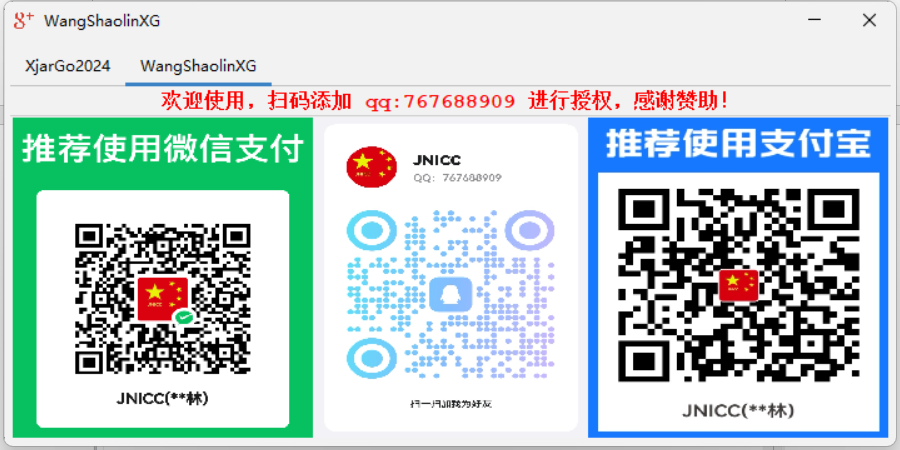 WangShaolinXG
XjarGo2024 WangShaolinXG
欢迎使用，扫码添加 qq:767688909 进行授权，感谢赞助！
推荐使用微信支付
JNICC
JNICC(**林)
JNICC
QQ: 767688909
扫一扫加我为好友
推荐使用支付宝
JNICC(**林)